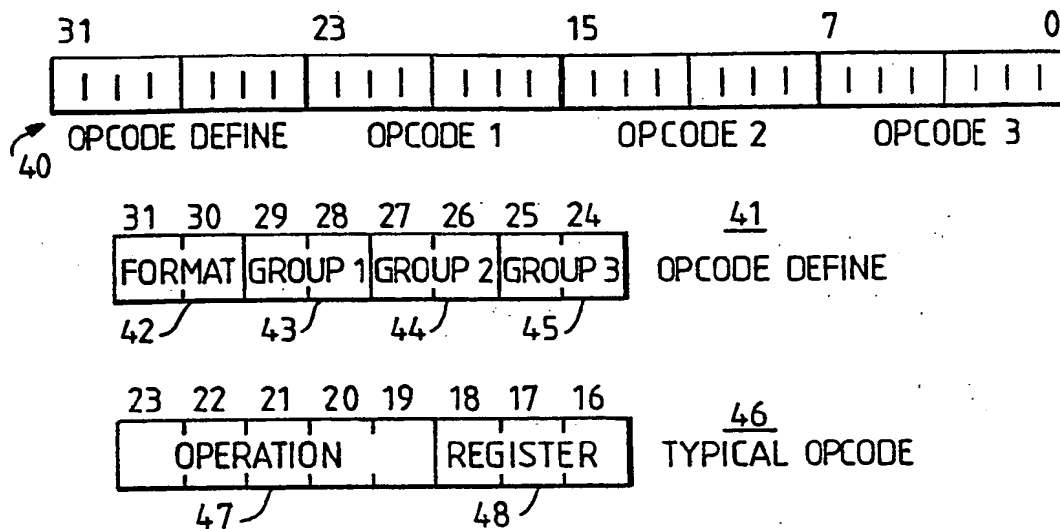 31 23 15 7 0
40 OPCODE DEFINE OPCODE 1 OPCODE 2 OPCODE 3
31 30 29 28 27 26 25 24 41
FORMAT GROUP 1 GROUP 2 GROUP 3 OPCODE DEFINE
42 43 44 45
23 22 21 20 19 18 17 16 46
OPERATION REGISTER TYPICAL OPCODE
47 48